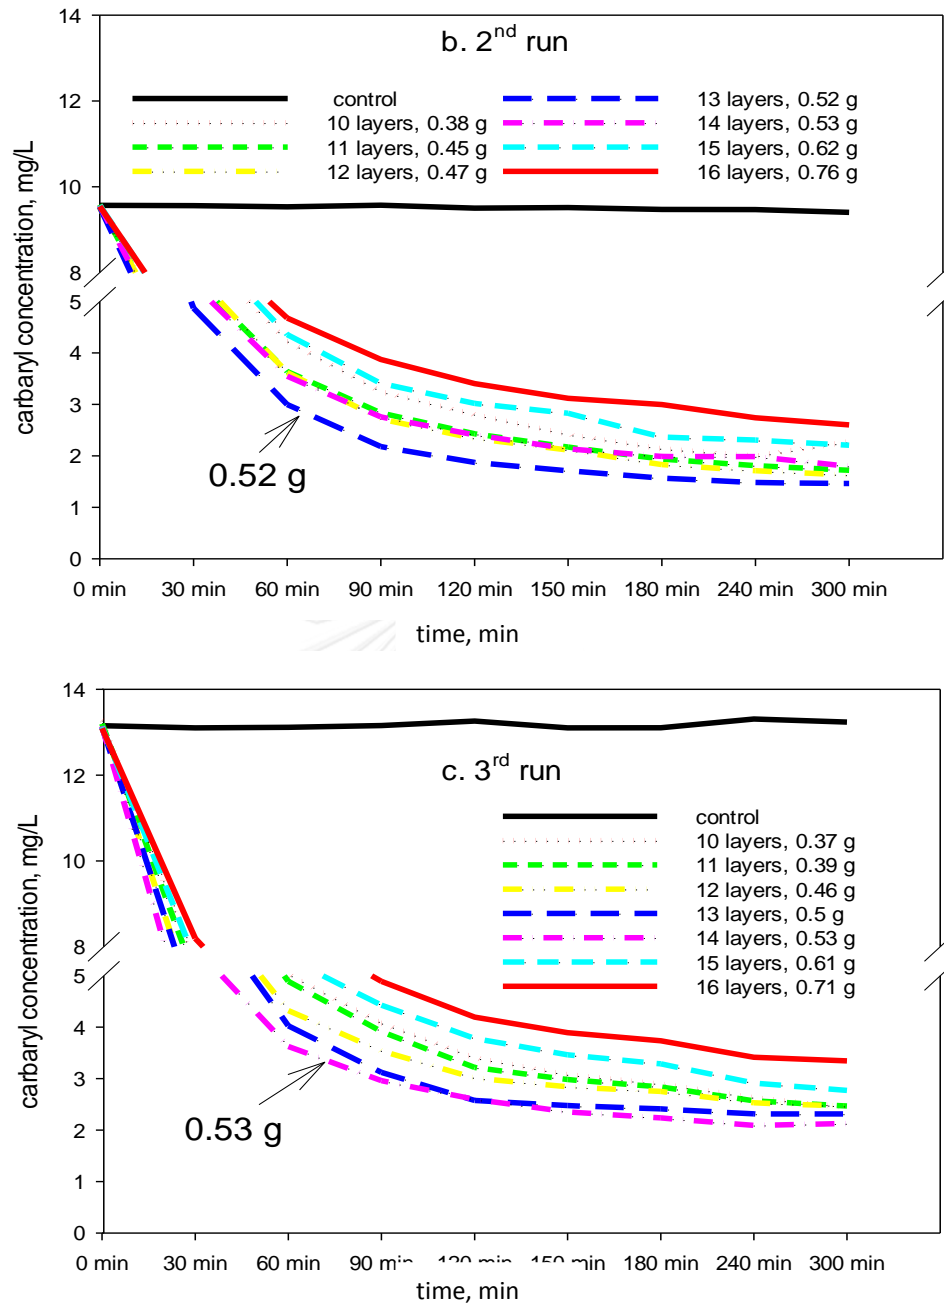 14
b. 2nd run
12
control
10 layers, 0.38 g
11 layers, 0.45 g
12 layers, 0.47 g
13 layers, 0.52 g
14 layers, 0.53 g
15 layers, 0.62 g
16 layers, 0.76 g
10
8
5
4
3
2
1
0
carbaryl concentration, mg/L
0.52 g
0 min 30 min 60 min 90 min 120 min 150 min 180 min 240 min 300 min
time, min
14
12
10
8
5
4
3
2
1
0
carbaryl concentration, mg/L
c. 3rd run
control
10 layers, 0.37 g
11 layers, 0.39 g
12 layers, 0.46 g
13 layers, 0.5 g
14 layers, 0.53 g
15 layers, 0.61 g
16 layers, 0.71 g
0.53 g
0 min 30 min 60 min 90 min 120 min 150 min 180 min 240 min 300 min
time, min